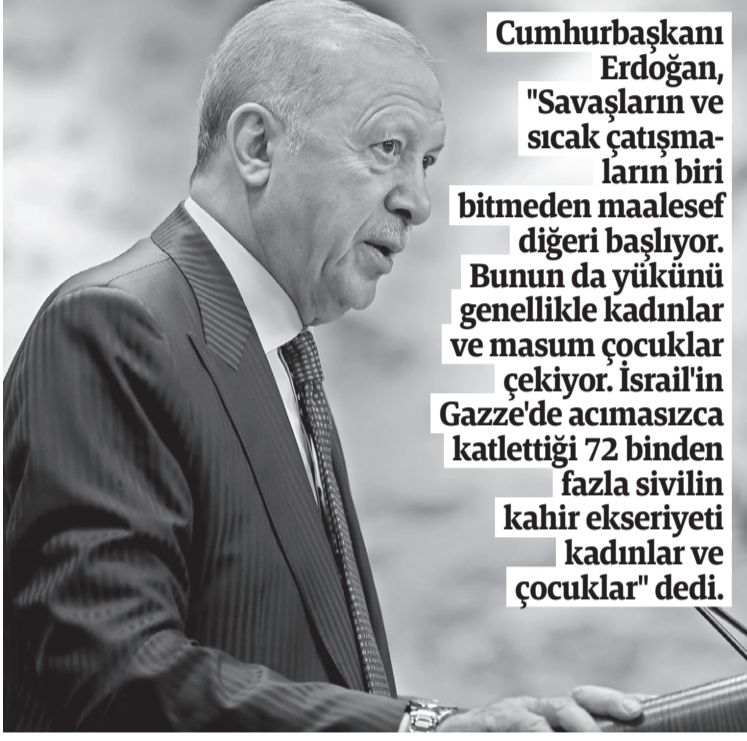 Cumhurbaşkanı
Erdoğan,
"Savaşların ve
sıcak çatışma-
ların biri
bitmeden maalesef
diğeri başlıyor.
Bunun da yükünü
genellikle kadınlar
ve masum çocuklar
çekiyor. İsrail'in
Gazze'de acımasızca
katlettiği 72 binden
fazla sivilin
kahir ekseriyeti
kadınlar ve
çocuklar" dedi.